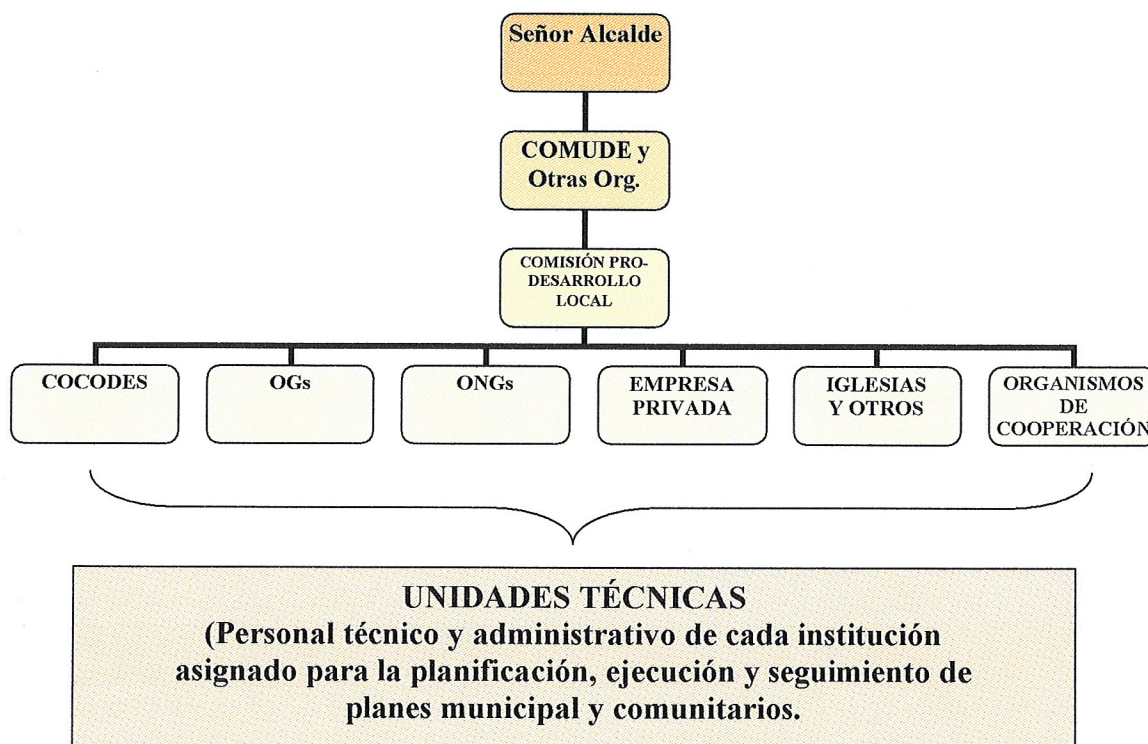 Señor Alcalde
COMUDE y
Otras Org.
COMISIÓN PRO-
DESARROLLO
LOCAL
COCODES
OGs
ONGs
EMPRESA
PRIVADA
IGLESIAS
Y OTROS
ORGANISMOS
DE
COOPERACIÓN
UNIDADES TÉCNICAS
(Personal técnico y administrativo de cada institución
asignado para la planificación, ejecución y seguimiento de
planes municipal y comunitarios.